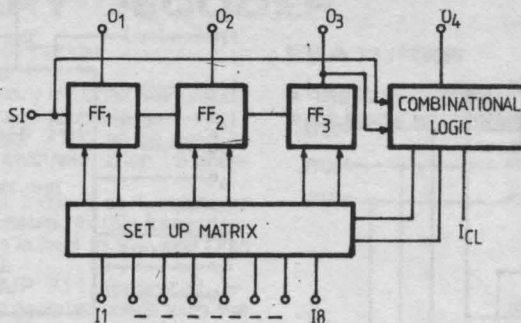 O1 O2 O3 O4
SI
FF1 FF2 FF3
COMBINATIONAL
LOGIC
SET UP MATRIX
ICL
I1 I8